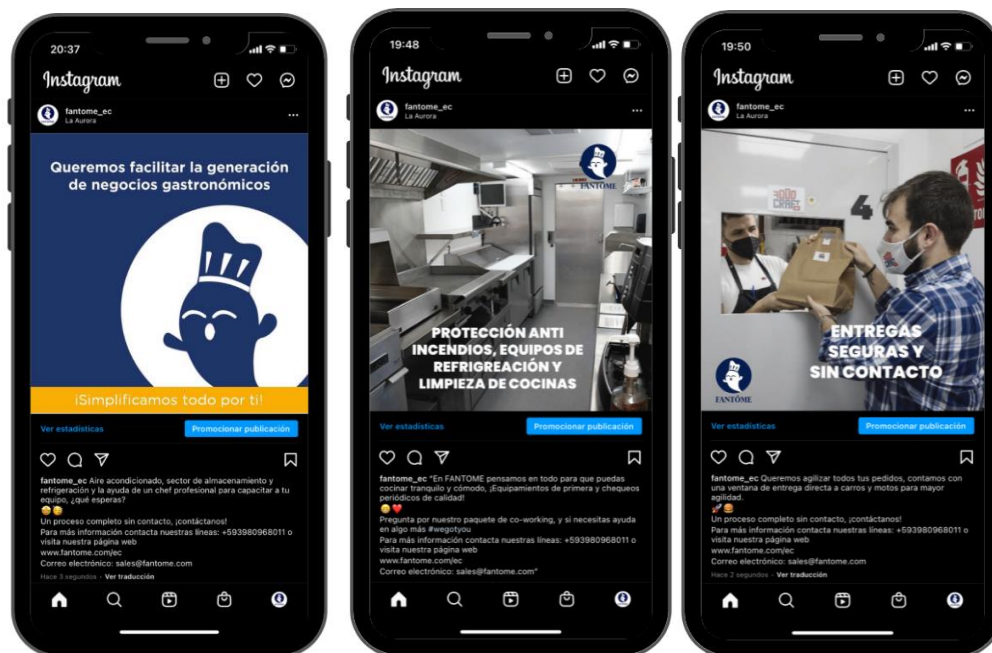 20:37
Instagram
fantome_ec
La Aurora
Queremos facilitar la generación
de negocios gastronómicos
¡Simplificamos todo por ti!
Ver estadísticas
Promocionar publicación
fantome_ec Aire acondicionado, sector de almacenamiento y
refrigeración y la ayuda de un chef profesional para capacitar a tu
equipo, ¿qué esperas?
🤩🥳
Un proceso completo sin contacto, ¡contáctanos!
Para más información contacta nuestras líneas: +593980968011 o
visita nuestra página web
www.fantome.com/ec
Correo electrónico: sales@fantome.com
Hace 3 segundos · Ver traducción
19:48
Instagram
fantome_ec
La Aurora
FANTÔME
PROTECCIÓN ANTI
INCENDIOS, EQUIPOS DE
REFRIGREACIÓN Y
LIMPIEZA DE COCINAS
Ver estadísticas
Promocionar publicación
fantome_ec "En FANTOME pensamos en todo para que puedas
cocinar tranquilo y cómodo, ¡Equipamientos de primera y chequeos
periódicos de calidad!
Pregunta por nuestro paquete de co-working, y si necesitas ayuda
en algo más #wegotyou
Para más información contacta nuestras líneas: +593980968011 o
visita nuestra página web
www.fantome.com/ec
Correo electrónico: sales@fantome.com"
19:50
Instagram
fantome_ec
La Aurora
FOOD
CRAFT
4
ENTREGAS
SEGURAS Y
SIN CONTACTO
FANTÔME
Ver estadísticas
Promocionar publicación
fantome_ec Queremos agilizar todos tus pedidos, contamos con
una ventana de entrega directa a carros y motos para mayor
agilidad.
🚀🍔
Un proceso completo sin contacto, ¡contáctanos!
Para más información contacta nuestras líneas: +593980968011 o
visita nuestra página web
www.fantome.com/ec
Correo electrónico: sales@fantome.com
Hace 2 segundos · Ver traducción